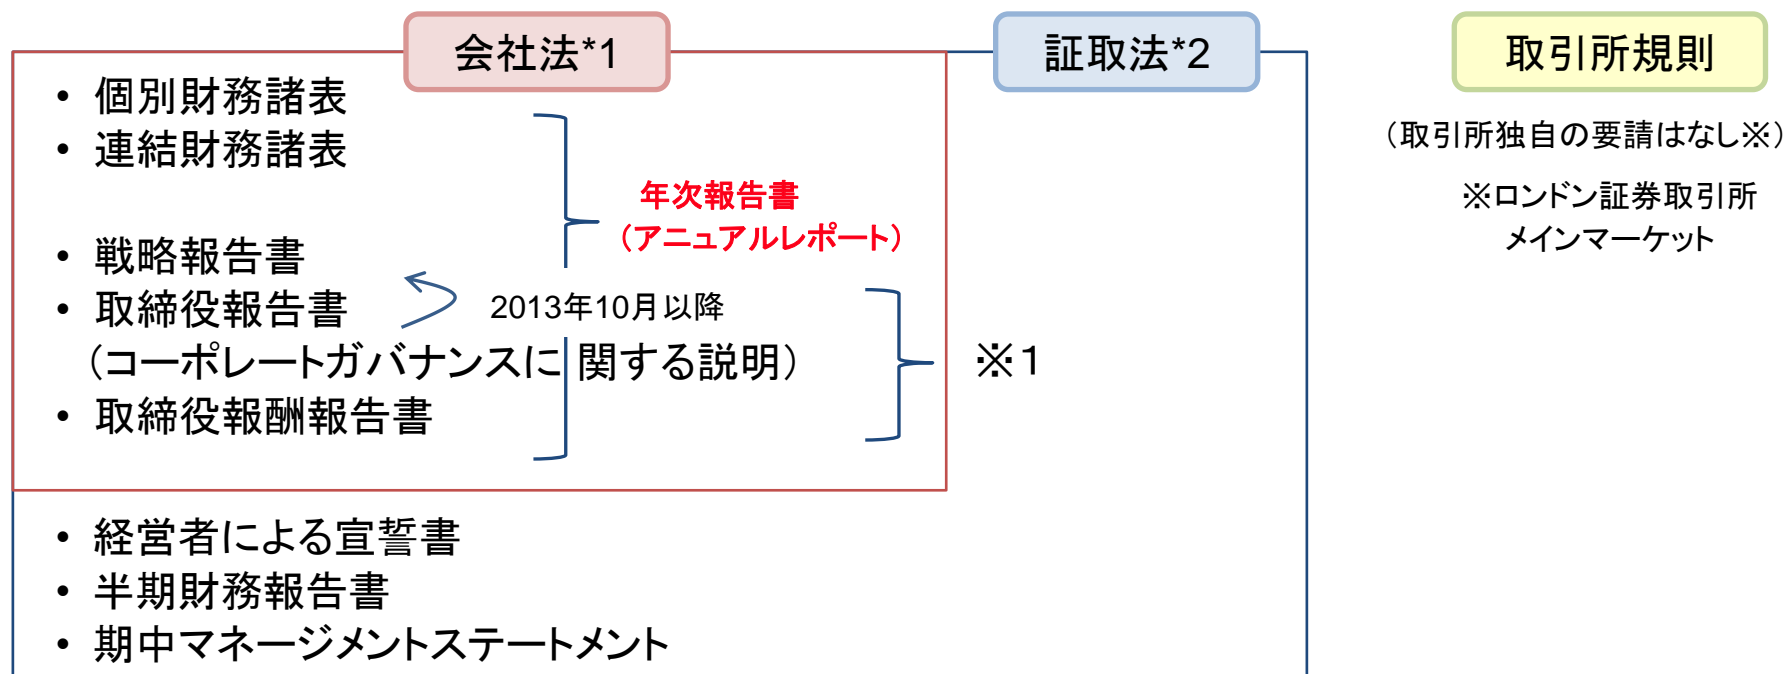 会社法*1
証取法*2
取引所規則
• 個別財務諸表
• 連結財務諸表
年次報告書
（アニュアルレポート）
• 戦略報告書
• 取締役報告書
2013年10月以降
（コーポレートガバナンスに 関する説明）
※1
• 取締役報酬報告書
• 経営者による宣誓書
• 半期財務報告書
• 期中マネージメントステートメント
（取引所独自の要請はなし※）
※ロンドン証券取引所
メインマーケット